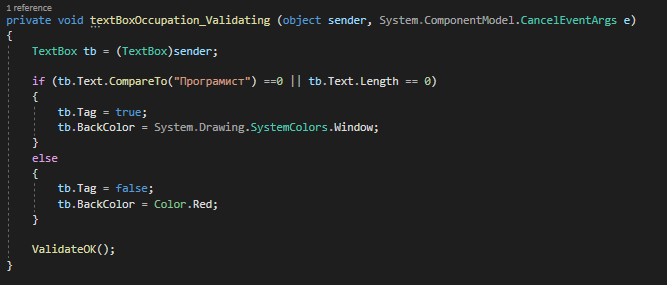 1 reference
private void textBoxOccupation_Validating (object sender, System.ComponentModel.CancelEventArgs e)
{
TextBox tb = (TextBox)sender;
if (tb.Text.CompareTo("Програмист") ==0 || tb.Text.Length == 0)
{
tb.Tag = true;
tb.BackColor = System.Drawing.SystemColors.Window;
}
else
{
tb.Tag = false;
tb.BackColor = Color.Red;
}
ValidateOK();
}